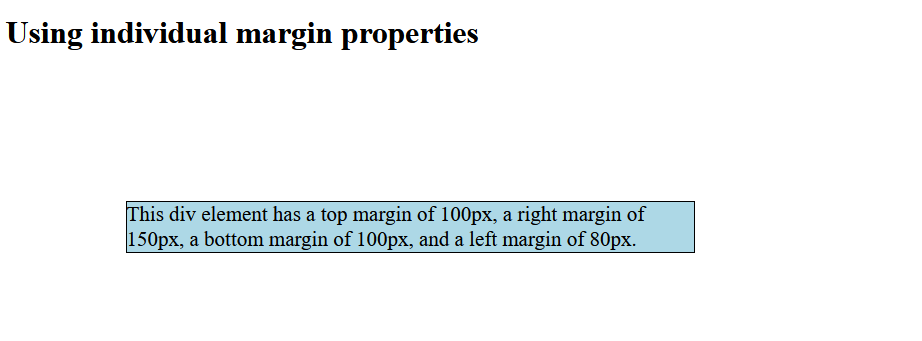 Using individual margin properties
This div element has a top margin of 100px, a right margin of
150px, a bottom margin of 100px, and a left margin of 80px.